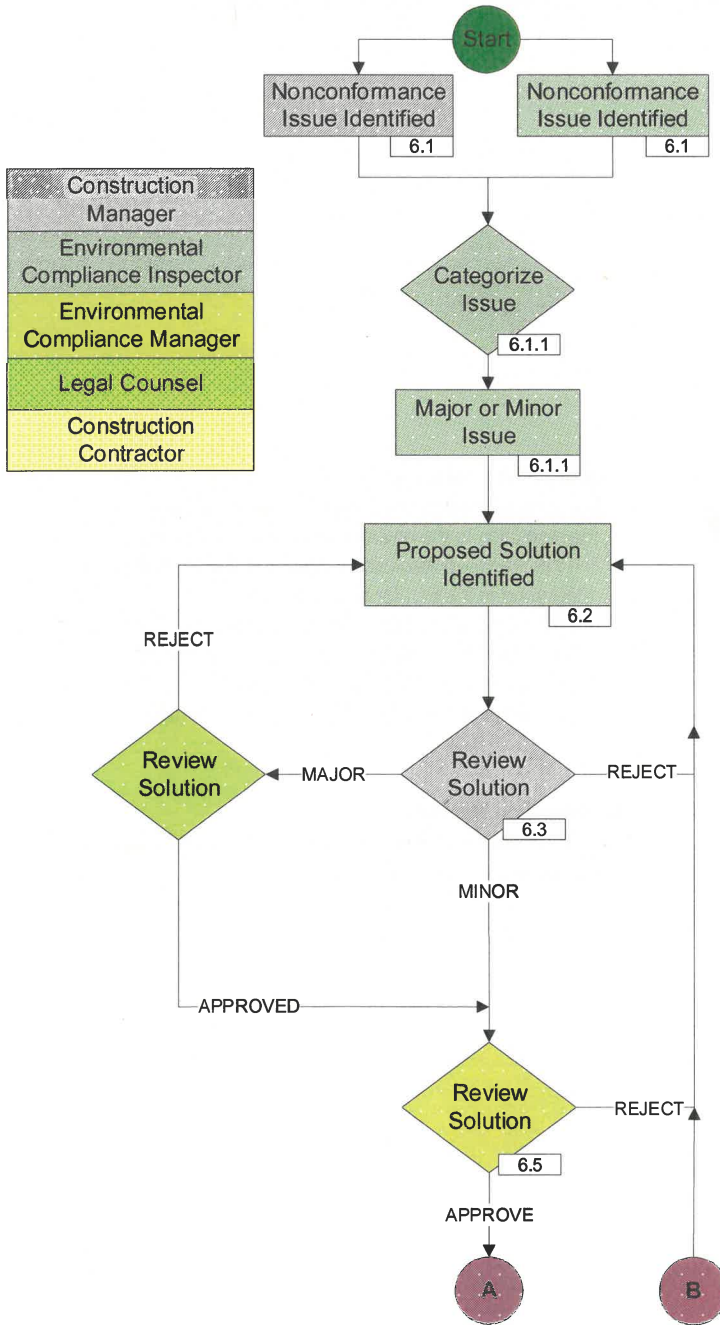 Start
Nonconformance
Issue Identified
6.1
Nonconformance
Issue Identified
6.1
Construction
Manager
Environmental
Compliance Inspector
Environmental
Compliance Manager
Legal Counsel
Construction
Contractor
Categorize
Issue
6.1.1
Major or Minor
Issue
6.1.1
Proposed Solution
Identified
6.2
REJECT
Review
Solution
MAJOR
Review
Solution
6.3
REJECT
MINOR
APPROVED
Review
Solution
6.5
REJECT
APPROVE
A
B